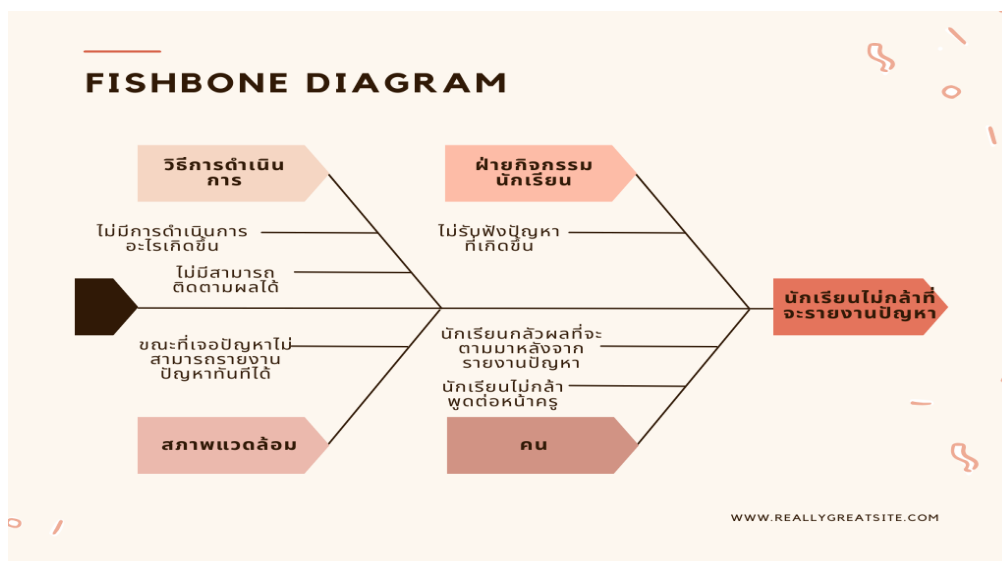 FISHBONE DIAGRAM
วิธีการดำเนิน
การ
ฝ่ายกิจกรรม
นักเรียน
ไม่มีการดำเนินการ
อะไรเกิดขึ้น
ไม่รับฟังปัญหา
ที่เกิดขึ้น
ไม่มีสามารถ
ติดตามผลได้
นักเรียนไม่กล้าที่
จะรายงานปัญหา
ขณะที่เจอปัญหาไม่
สามารถรายงาน
ปัญหาทันทีได้
นักเรียนกลัวผลที่จะ
ตามมาหลังจาก
รายงานปัญหา
นักเรียนไม่กล้า
พูดต่อหน้าครู
สภาพแวดล้อม
คน
WWW.REALLYGREATSITE.COM